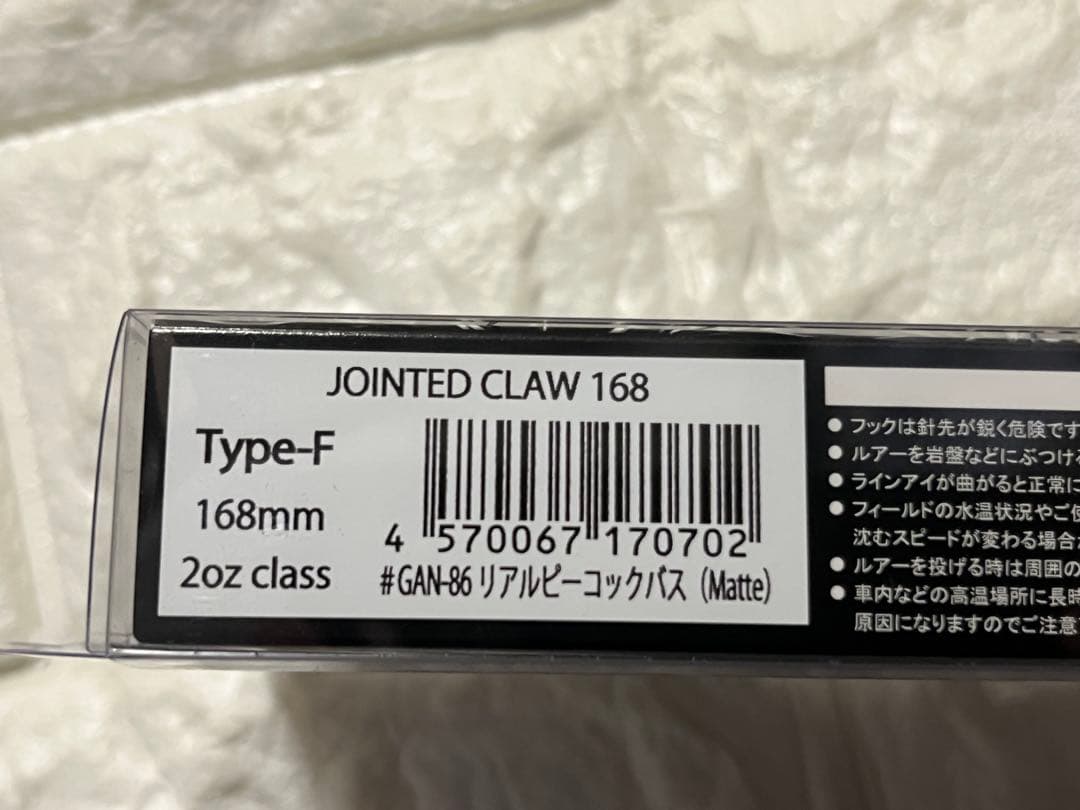 JOINTED CLAW 168
Type-F
168mm
2oz class
4 570067 170702
#GAN-86 リアルピーコックバス (Matte)
● フックは針先が鋭く危険です
● ルアーを岩盤などにぶつけ
● ラインアイが曲がると正常に
● フィールドの水温状況やご使
沈むスピードが変わる場合
● ルアーを投げる時は周囲の
● 車内などの高温場所に長時
原因になりますのでご注意